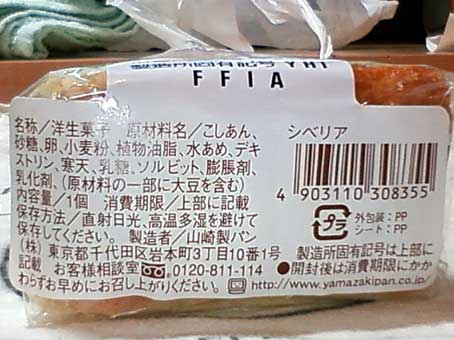 製造所固有記号 YHT
FFIA
名称／洋生菓子　原材料名／こしあん、
砂糖、卵、小麦粉、植物油脂、水あめ、デキ
ストリン、寒天、乳糖、ソルビット、膨脹剤、
乳化剤、(原材料の一部に大豆を含む)
内容量／1個　消費期限／上部に記載
保存方法／直射日光、高温多湿を避けて
保存してください。　製造者／山崎製パン
(株)　東京都千代田区岩本町3丁目10番1号
記載　お客様相談室　0120-811-114
わらずお早めにお召し上がりください。
シベリア
4 903110 308355
プラ
外包装：PP
シート：PP
製造所固有記号は上部に
●開封後は消費期限にかか
http://www.yamazakipan.co.jp/